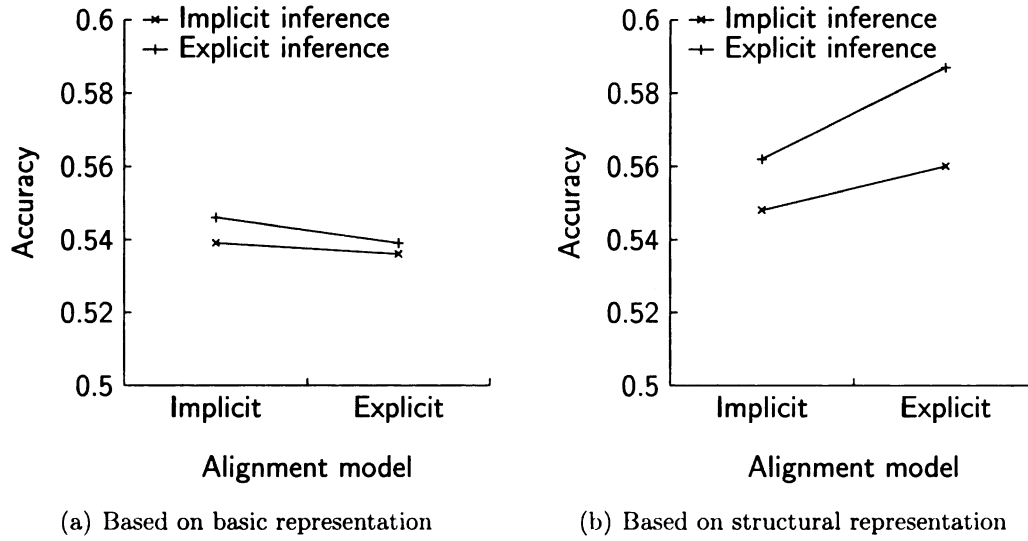 0.6
Implicit inference
Explicit inference
0.58
0.56
0.54
0.52
0.5
Accuracy
Implicit Explicit
Alignment model
(a) Based on basic representation
0.6
Implicit inference
Explicit inference
0.58
0.56
0.54
0.52
0.5
Accuracy
Implicit Explicit
Alignment model
(b) Based on structural representation